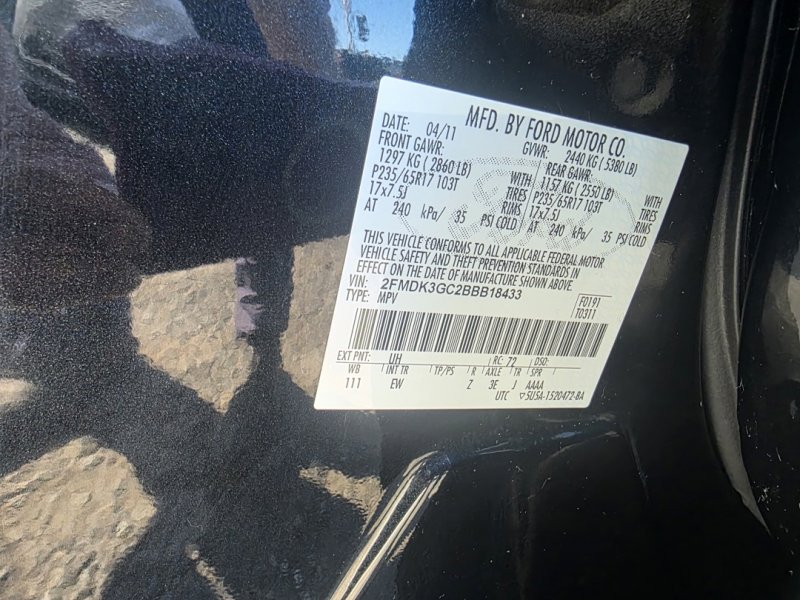 MFD. BY FORD MOTOR CO.
DATE: 04/11 GVWR: 2440 KG ( 5380 LB)
FRONT GAWR: REAR GAWR:
1297 KG ( 2860 LB) WITH 1157 KG ( 2550 LB) WITH
P235/65R17 103T TIRES P235/65R17 103T TIRES
17x7.5J RIMS 17x7.5J RIMS
AT 240 kPa/ 35 PSI COLD AT 240 kPa/ 35 PSI COLD
THIS VEHICLE CONFORMS TO ALL APPLICABLE FEDERAL MOTOR
VEHICLE SAFETY AND THEFT PREVENTION STANDARDS IN
EFFECT ON THE DATE OF MANUFACTURE SHOWN ABOVE.
VIN: 2FMDK3GC2BBB18433 F0191
TYPE: MPV T0311
EXT PNT: UH RC: 72 DSO:
WB INT TR TP/PS R AXLE TR SPR
111 EW Z 3E J AAAA
UTC ▽5U5A-1520472-BA